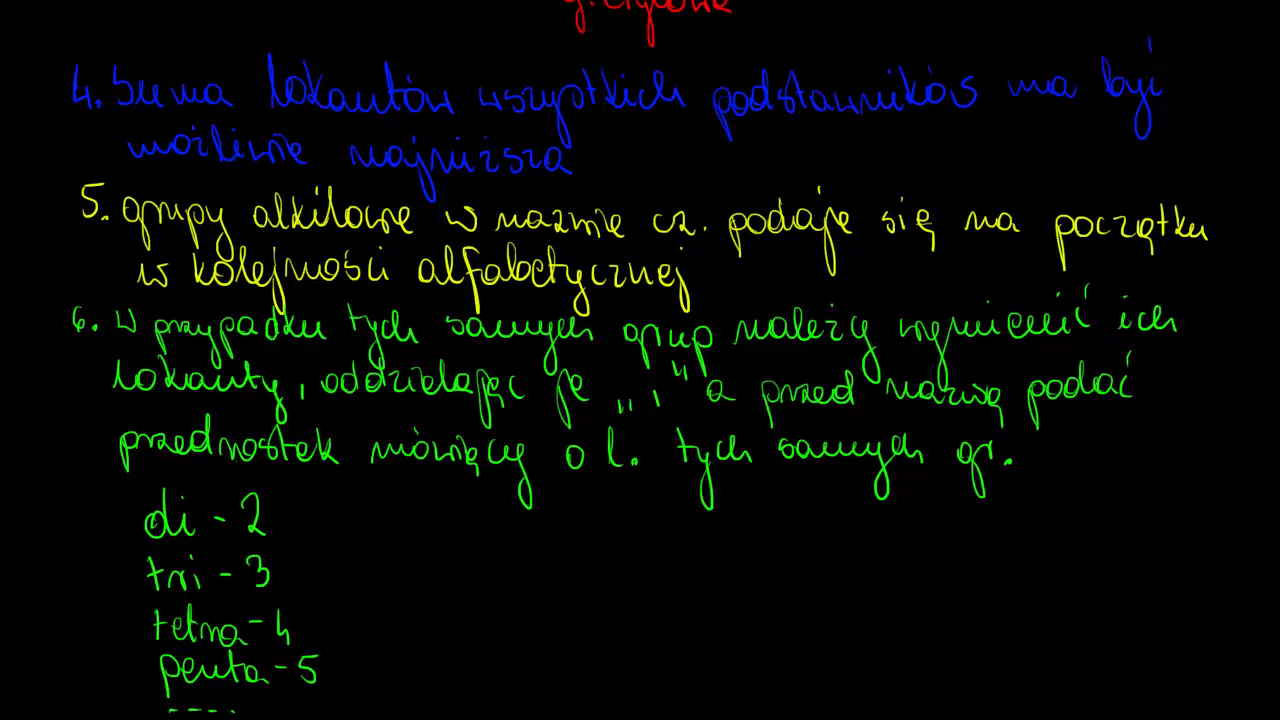 4. Suma lokantów wszystkich podstawników ma być
możliwie najniższa
5. grupy alkilowe w nazwie cz. podaje się na początku
w kolejności alfabetycznej
6. W przypadku tych samych grup należy wymienić ich
lokanty, oddzielając je „," a przed nazwą podać
przedrostek mówiący o l. tych samych gr.
di - 2
tri - 3
tetra - 4
penta - 5
----.